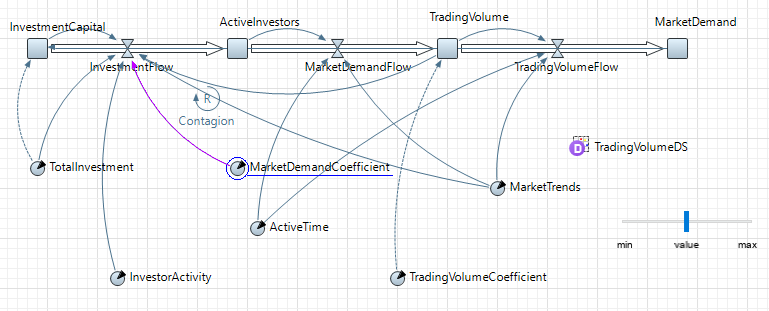 InvestmentCapital
ActiveInvestors
TradingVolume
MarketDemand
InvestmentFlow
MarketDemandFlow
TradingVolumeFlow
R
Contagion
D
TradingVolumeDS
TotalInvestment
MarketDemandCoefficient
MarketTrends
ActiveTime
min value max
InvestorActivity
TradingVolumeCoefficient